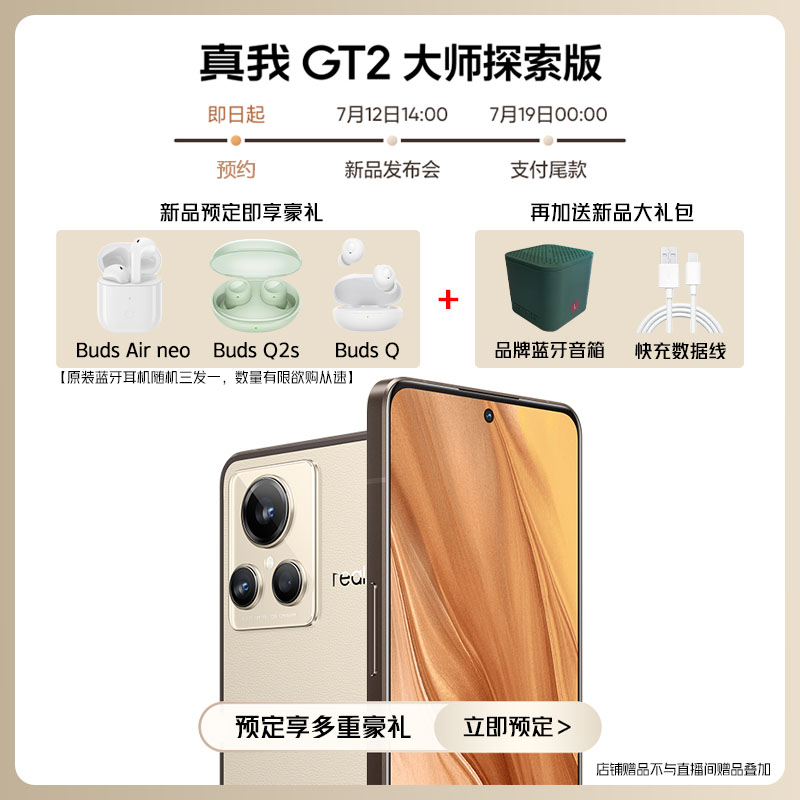 真我 GT2 大师探索版
即日起 7月12日14:00 7月19日00:00
预约 新品发布会 支付尾款
新品预定即享豪礼 再加送新品大礼包
+
Buds Air neo Buds Q2s Buds Q 品牌蓝牙音箱 快充数据线
【原装蓝牙耳机随机三发一，数量有限欲购从速】
real
预定享多重豪礼 立即预定>
店铺赠品不与直播间赠品叠加